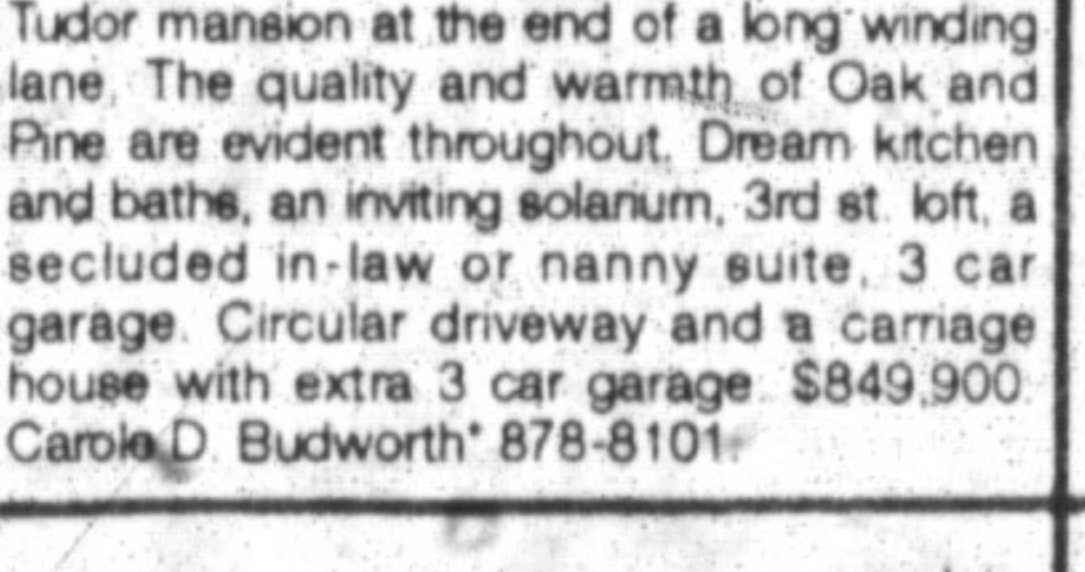 Tudor mansion at the end of a long winding
lane. The quality and warmth of Oak and
Pine are evident throughout. Dream kitchen
and baths, an inviting solarium, 3rd st. loft, a
secluded in-law or nanny suite, 3 car
garage. Circular driveway and a carriage
house with extra 3 car garage. $849,900.
Carole D. Budworth* 878-8101.